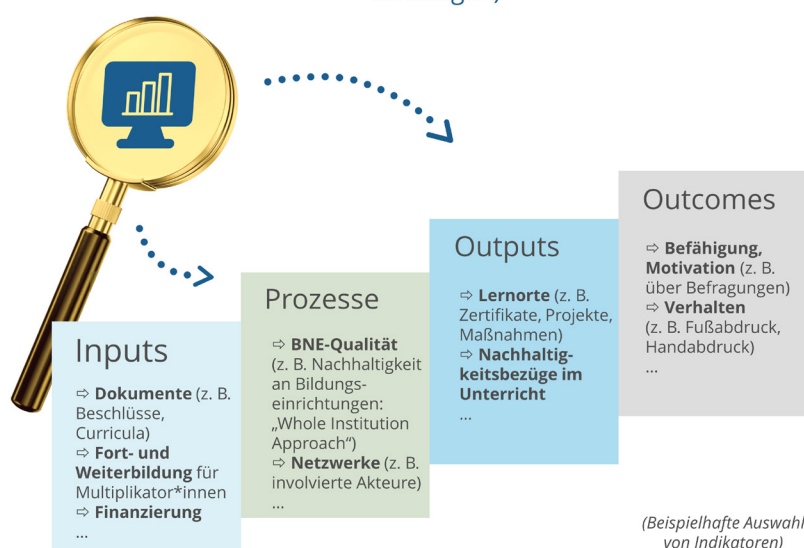 Inputs
⇨ Dokumente (z. B.
Beschlüsse,
Curricula)
⇨ Fort- und
Weiterbildung für
Multiplikator*innen
⇨ Finanzierung
...
Prozesse
⇨ BNE-Qualität
(z. B. Nachhaltigkeit
an Bildungs-
einrichtungen:
„Whole Institution
Approach“)
⇨ Netzwerke (z. B.
involvierte Akteure)
...
Outputs
⇨ Lernorte (z. B.
Zertifikate, Projekte,
Maßnahmen)
⇨ Nachhaltig-
keitsbezüge im
Unterricht
...
Outcomes
⇨ Befähigung,
Motivation (z. B.
über Befragungen)
⇨ Verhalten
(z. B. Fußabdruck,
Handabdruck)
...
(Beispielhafte Auswahl
von Indikatoren)